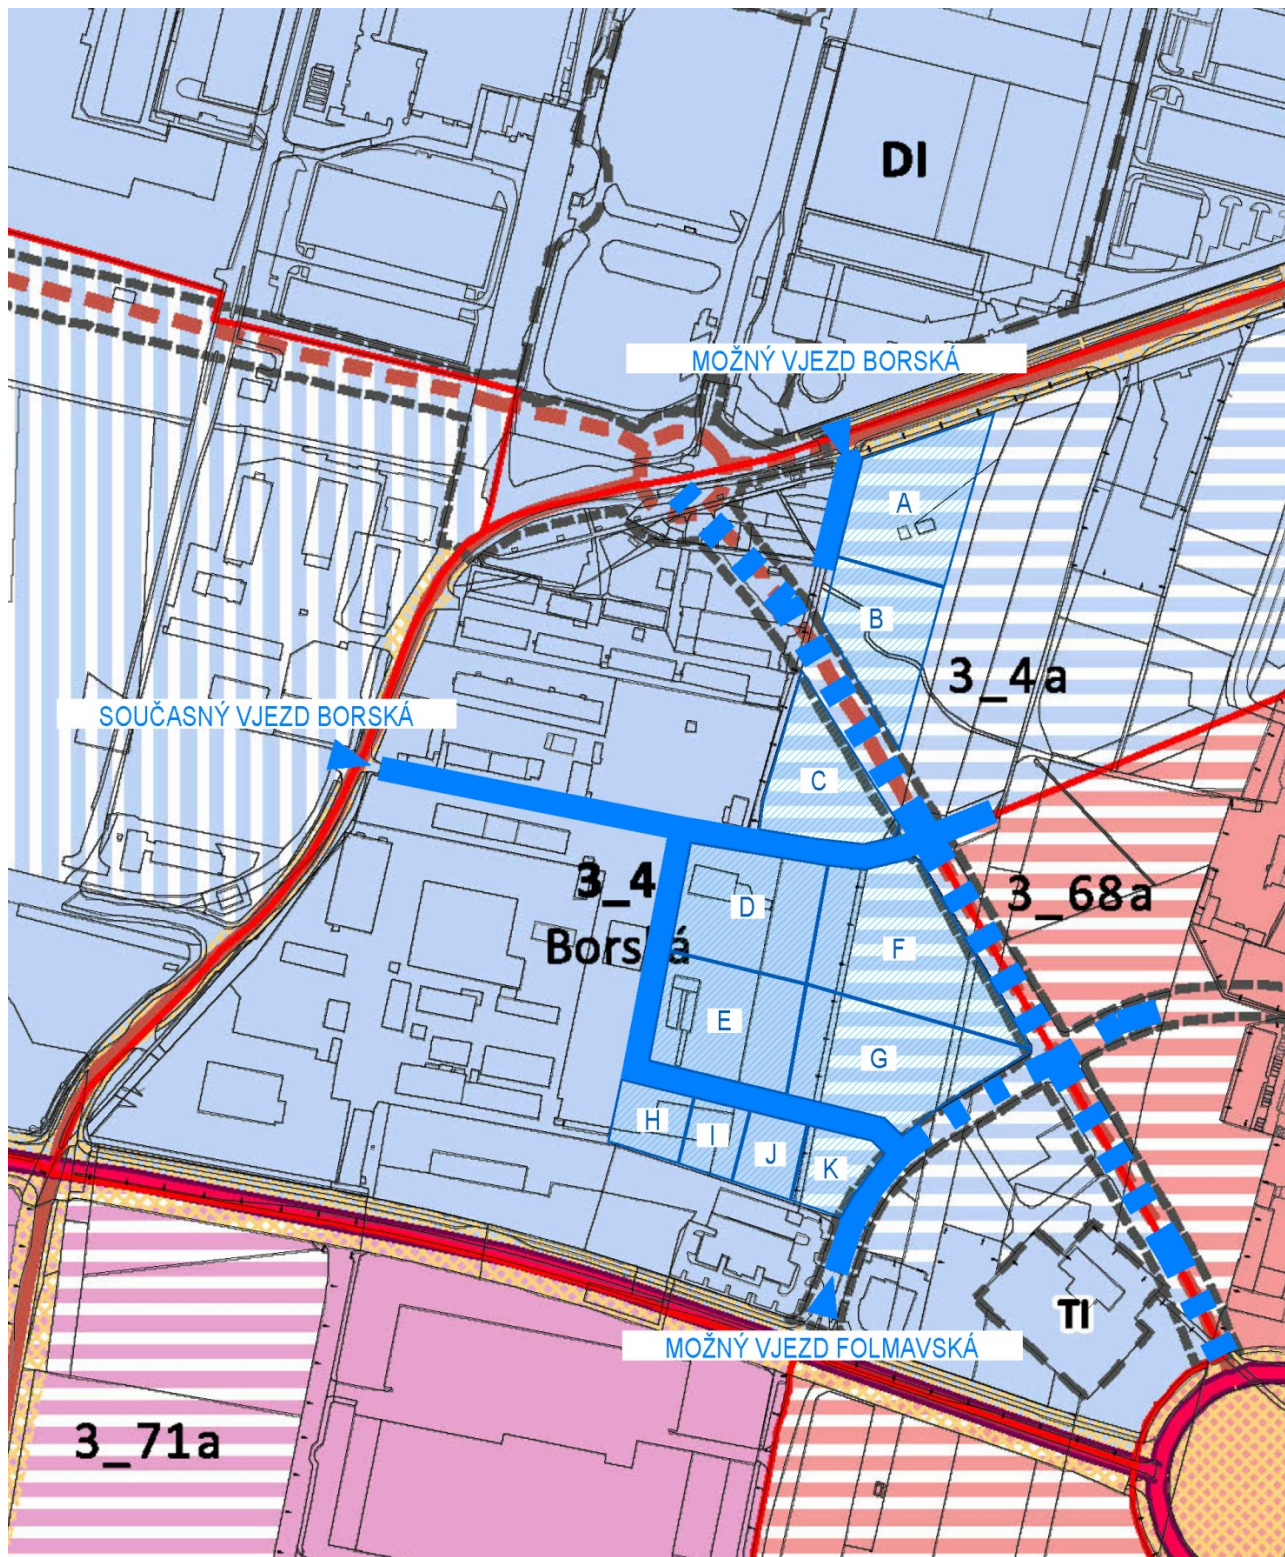 DI
MOŽNÝ VJEZD BORSKÁ
A
B
3_4a
SOUČASNÝ VJEZD BORSKÁ
C
3_4
Borská
D
3_68a
F
E
G
H
I
J
K
TI
MOŽNÝ VJEZD FOLMAVSKÁ
3_71a